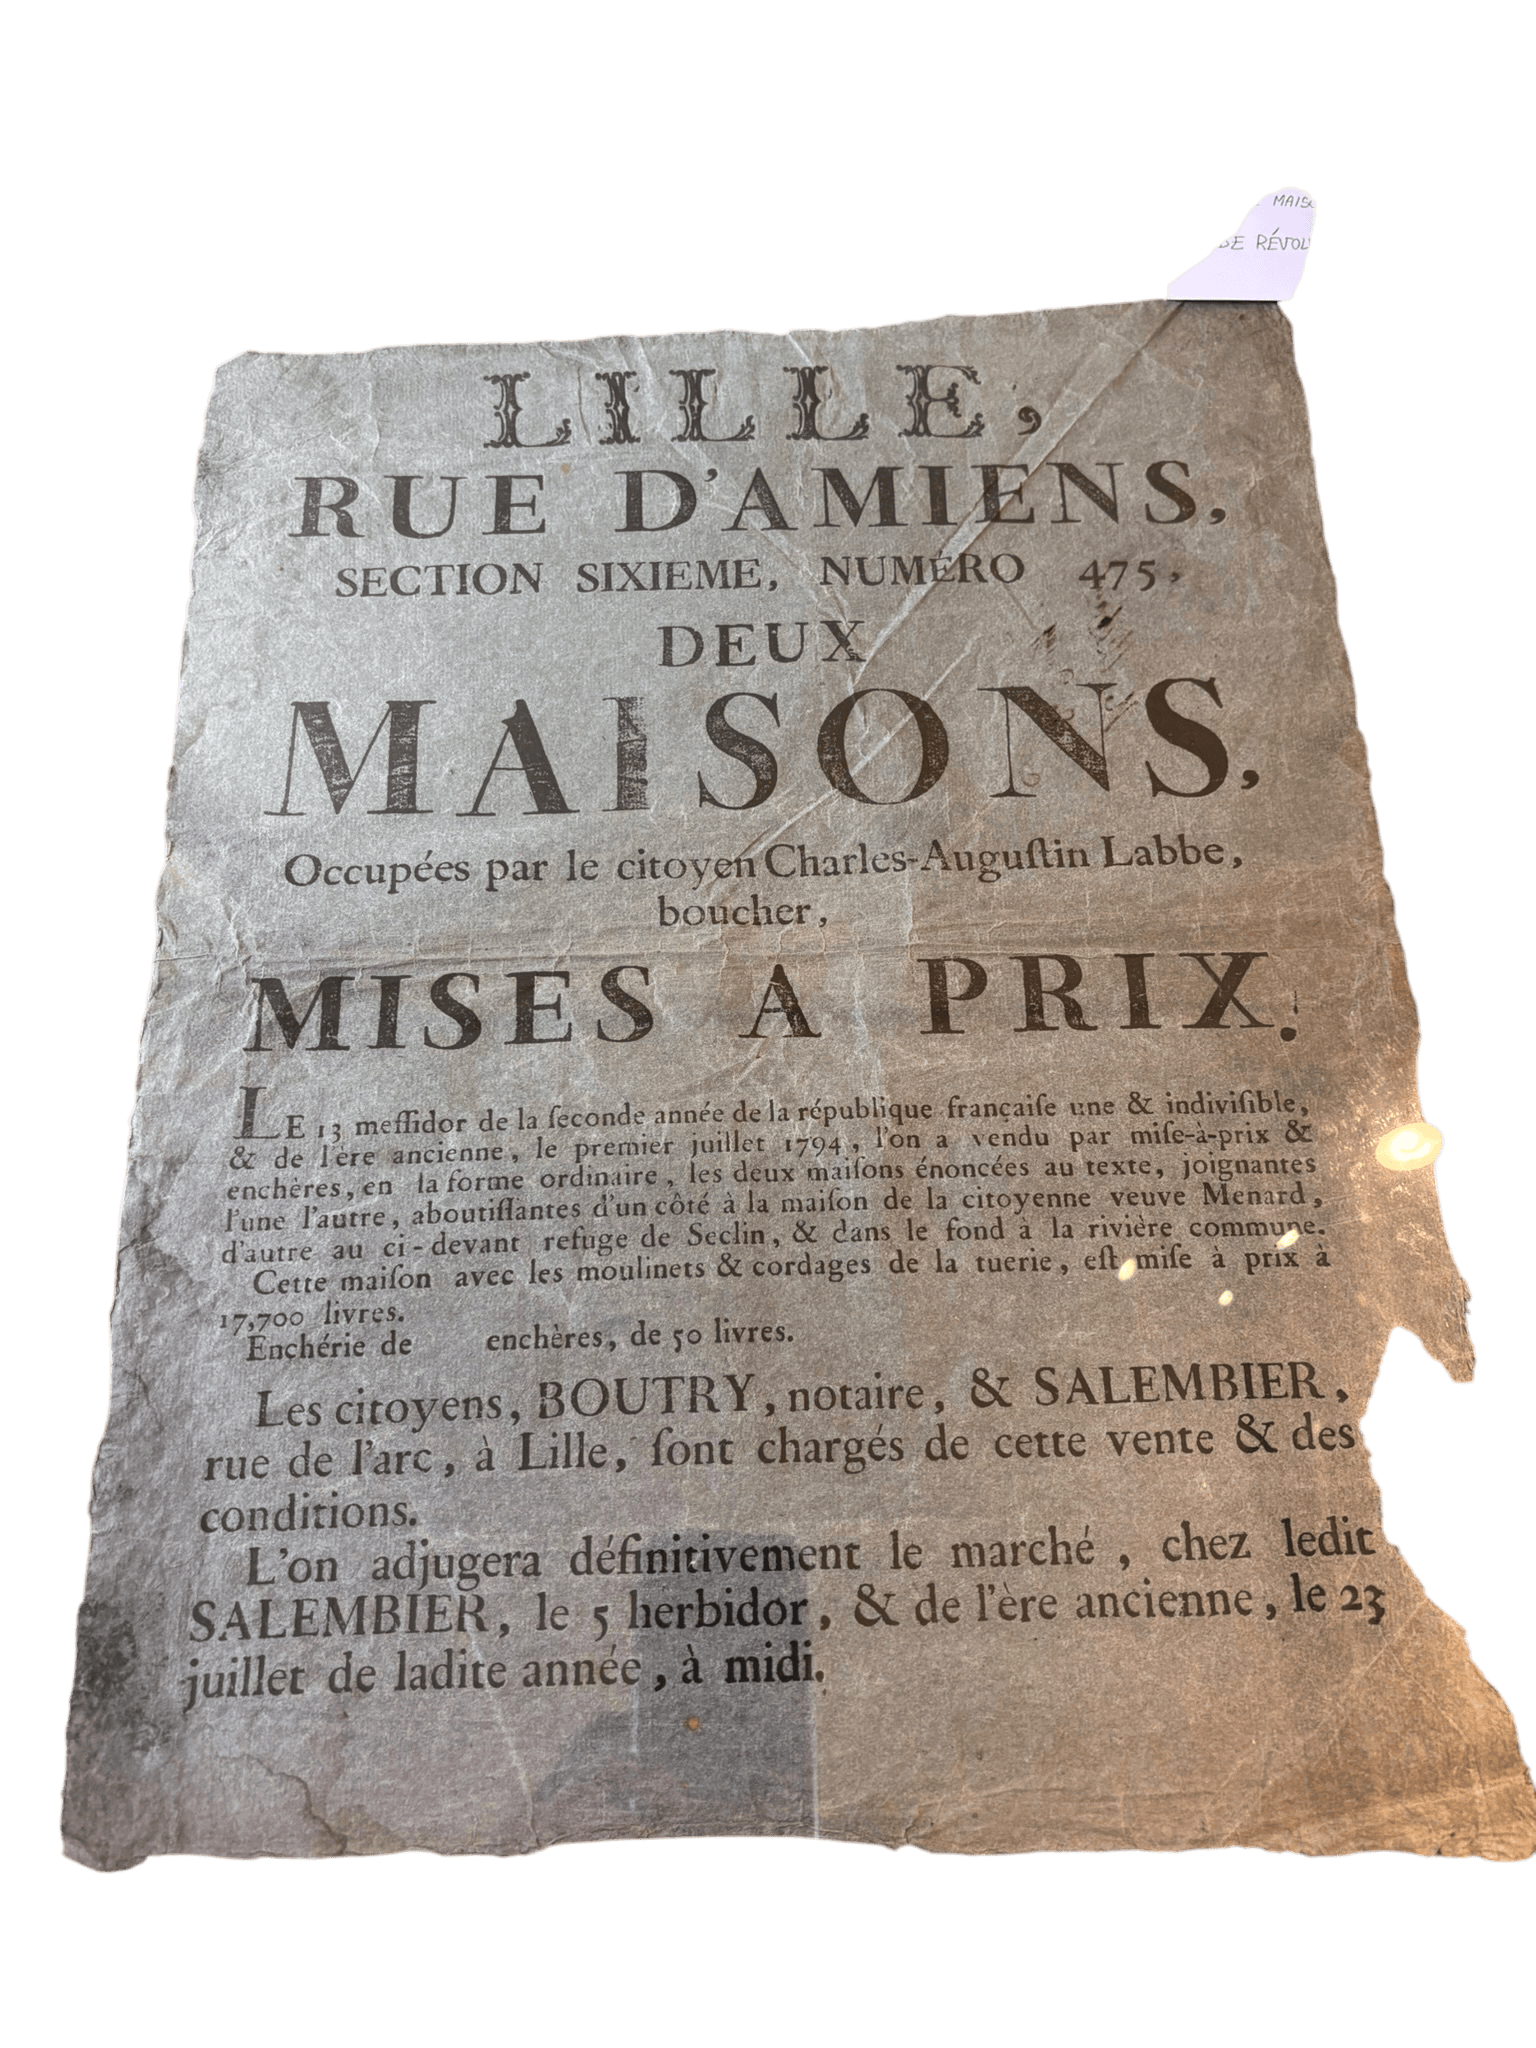 MAIS
DE RÉVOL
LILLE,
RUE D'AMIENS,
SECTION SIXIEME, NUMÉRO 475,
DEUX
MAISONS,
Occupées par le citoyen Charles-Auguſtin Labbe,
boucher,
MISES A PRIX.
LE 13 meſſidor de la ſeconde année de la république françaiſe une & indiviſible,
& de l'ère ancienne, le premier juillet 1794, l'on a vendu par miſe-à-prix &
enchères, en la forme ordinaire, les deux maiſons énoncées au texte, joignantes
l'une l'autre, aboutiſſantes d'un côté à la maiſon de la citoyenne veuve Menard,
d'autre au ci-devant refuge de Seclin, & dans le fond à la rivière commune.
Cette maiſon avec les moulinets & cordages de la tuerie, eſt miſe à prix à
17,700 livres.
Enchérie de enchères, de 50 livres.
Les citoyens, BOUTRY, notaire, & SALEMBIER,
rue de l'arc, à Lille, ſont chargés de cette vente & des
conditions.
L'on adjugera définitivement le marché, chez ledit
SALEMBIER, le 5 herbidor, & de l'ère ancienne, le 23
juillet de ladite année, à midi.